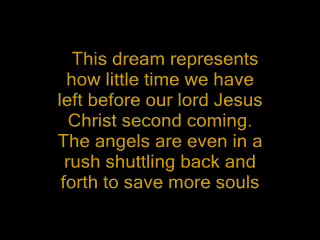 This dream represents
how little time we have
left before our lord Jesus
Christ second coming.
The angels are even in a
rush shuttling back and
forth to save more souls